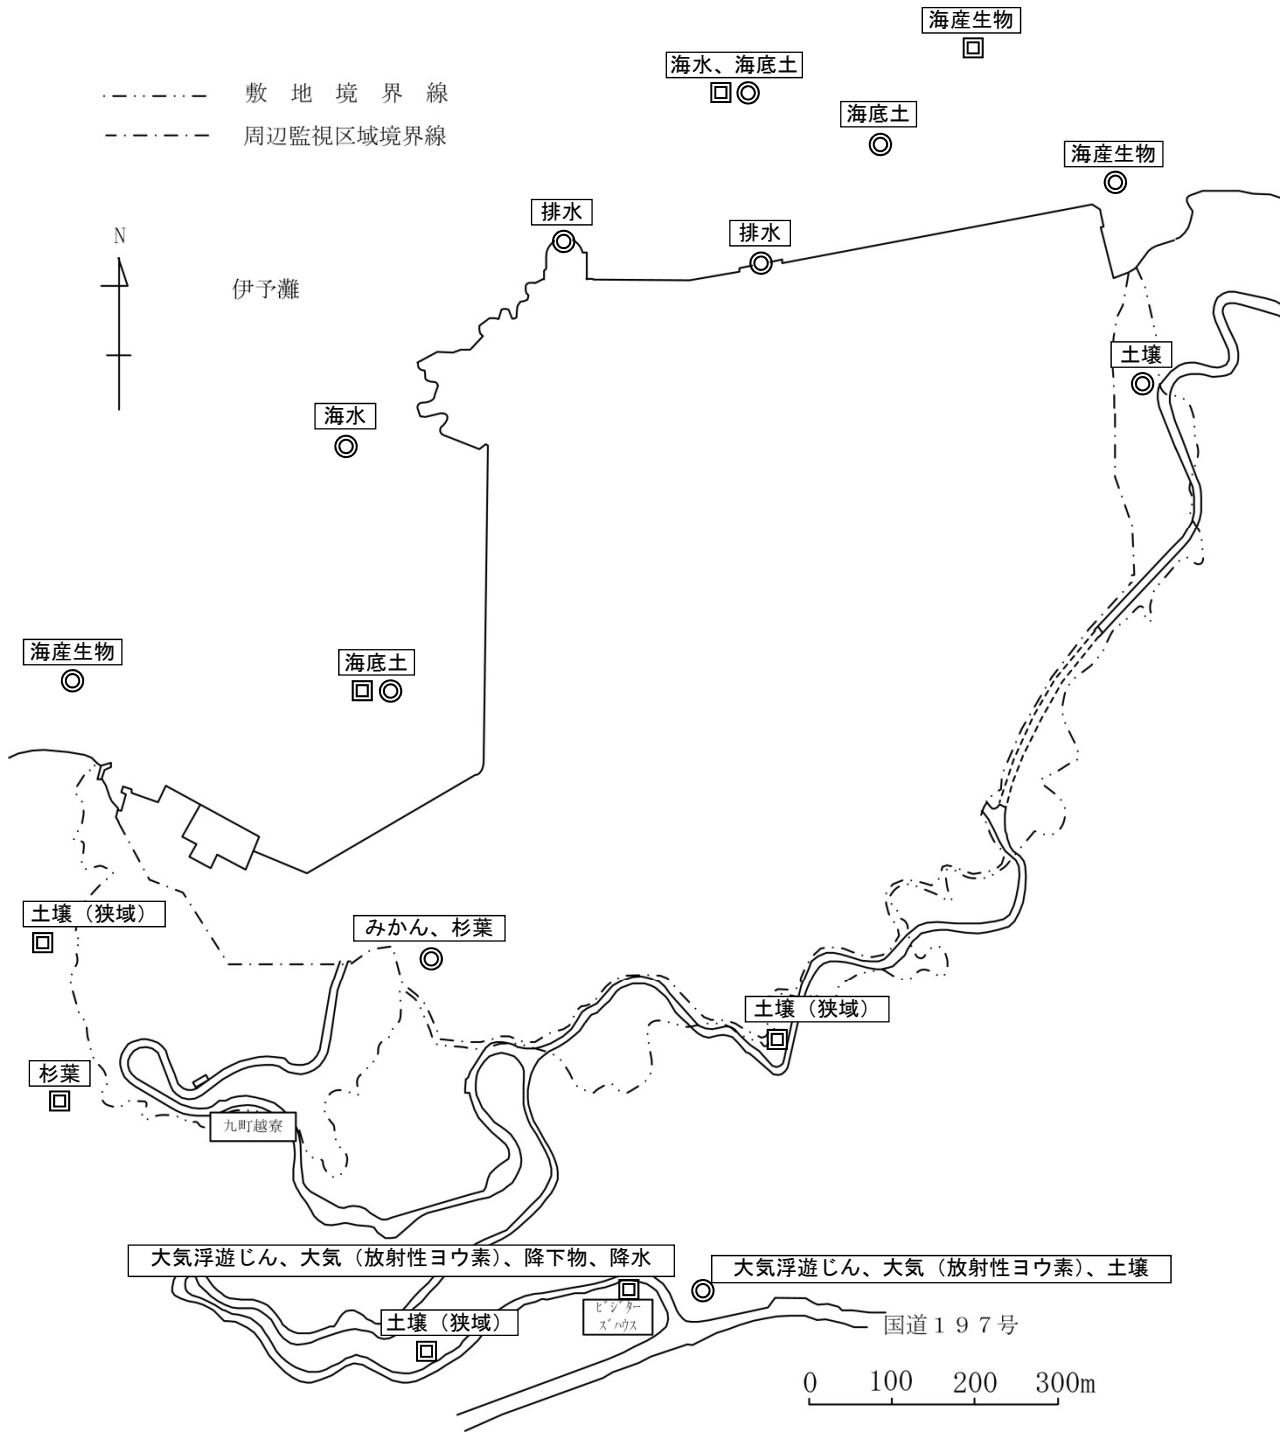 海産生物
海水、海底土
敷地境界線
海底土
周辺監視区域境界線
海産生物
排水
排水
N
伊予灘
土壌
海水
海産生物
海底土
土壌（狭域）
みかん、杉葉
土壌（狭域）
杉葉
九町越寮
大気浮遊じん、大気（放射性ヨウ素）、降下物、降水
大気浮遊じん、大気（放射性ヨウ素）、土壌
ﾋﾞｼﾞﾀｰ
ｽﾞﾊｳｽ
土壌（狭域）
国道１９７号
0 100 200 300m